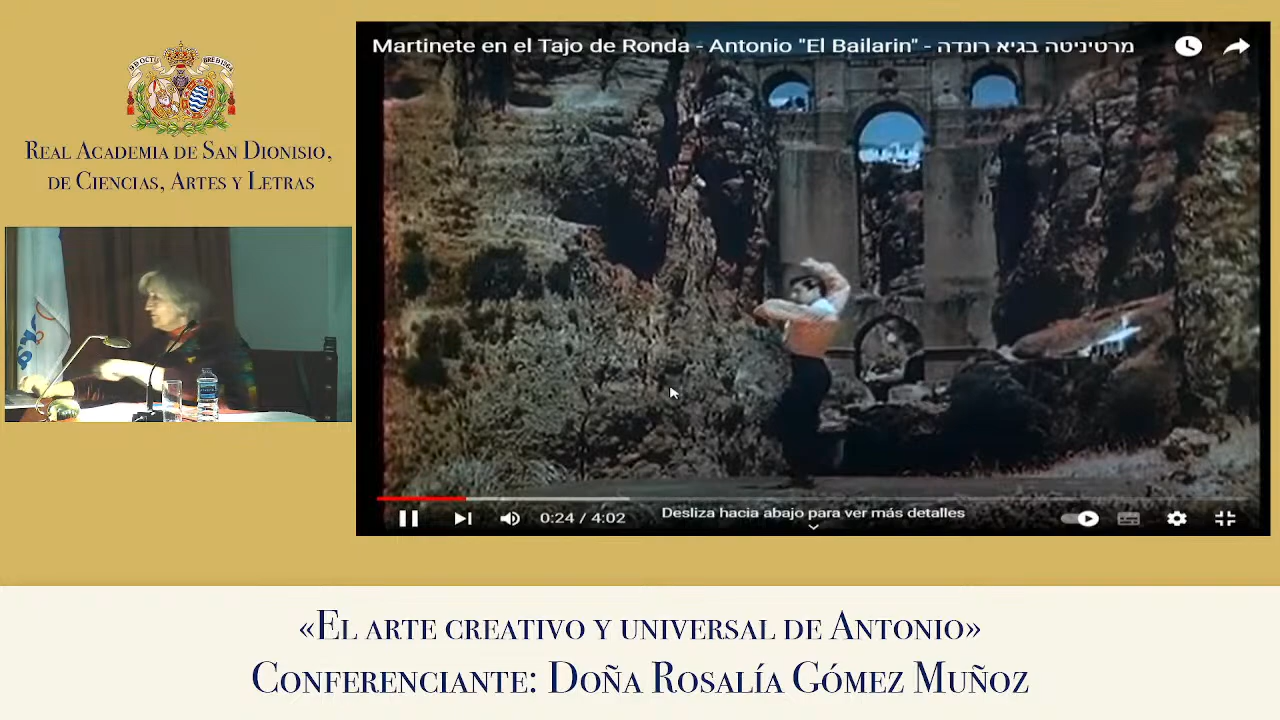 REAL ACADEMIA DE SAN DIONISIO,
DE CIENCIAS, ARTES Y LETRAS
Martinete en el Tajo de Ronda - Antonio "El Bailarin" - מרטיניטה בגיא רונדה
0:24 / 4:02
Desliza hacia abajo para ver más detalles
«EL ARTE CREATIVO Y UNIVERSAL DE ANTONIO»
CONFERENCIANTE: DOÑA ROSALÍA GÓMEZ MUÑOZ